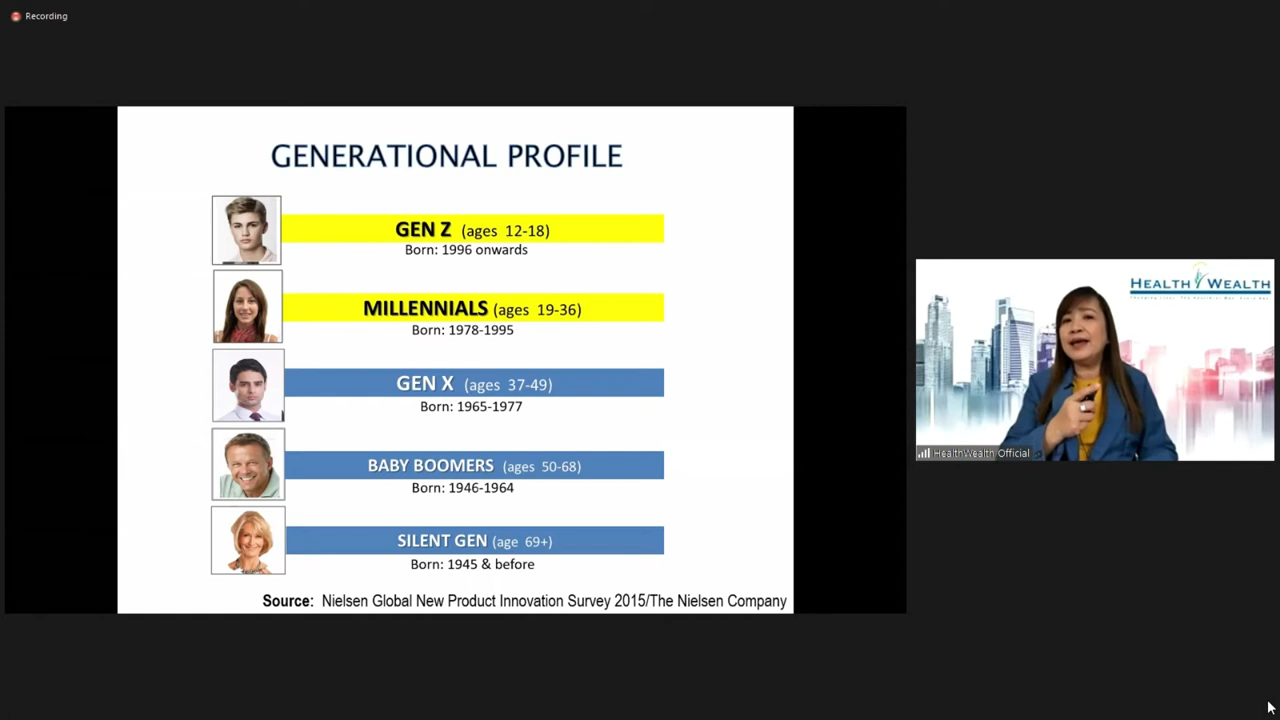 Recording
GENERATIONAL PROFILE
GEN Z (ages 12-18)
Born: 1996 onwards
MILLENNIALS (ages 19-36)
Born: 1978-1995
GEN X (ages 37-49)
Born: 1965-1977
BABY BOOMERS (ages 50-68)
Born: 1946-1964
SILENT GEN (age 69+)
Born: 1945 & before
Source: Nielsen Global New Product Innovation Survey 2015/The Nielsen Company
HEALTH WEALTH
HealthWealth Official